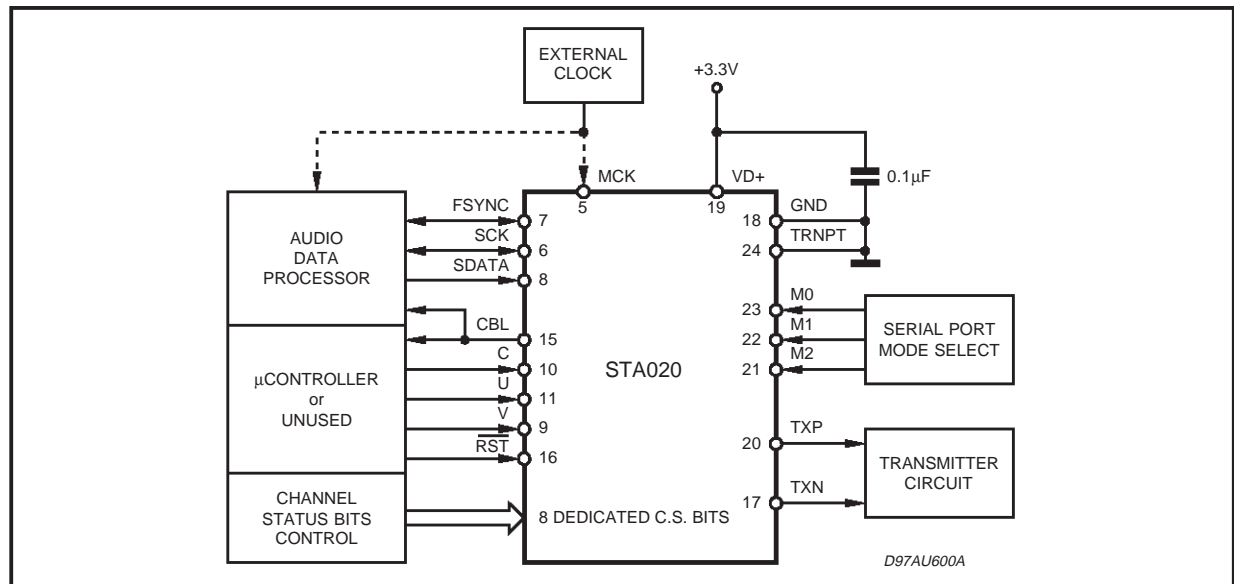 EXTERNAL
CLOCK
+3.3V
MCK
VD+
0.1μF
5
19
FSYNC
7
SCK
6
SDATA
8
AUDIO
DATA
PROCESSOR
GND
18
TRNPT
24
M0
23
M1
22
M2
21
SERIAL PORT
MODE SELECT
CBL
15
C
10
U
11
V
9
RST
16
μCONTROLLER
or
UNUSED
STA020
TXP
20
TXN
17
TRANSMITTER
CIRCUIT
CHANNEL
STATUS BITS
CONTROL
8 DEDICATED C.S. BITS
D97AU600A